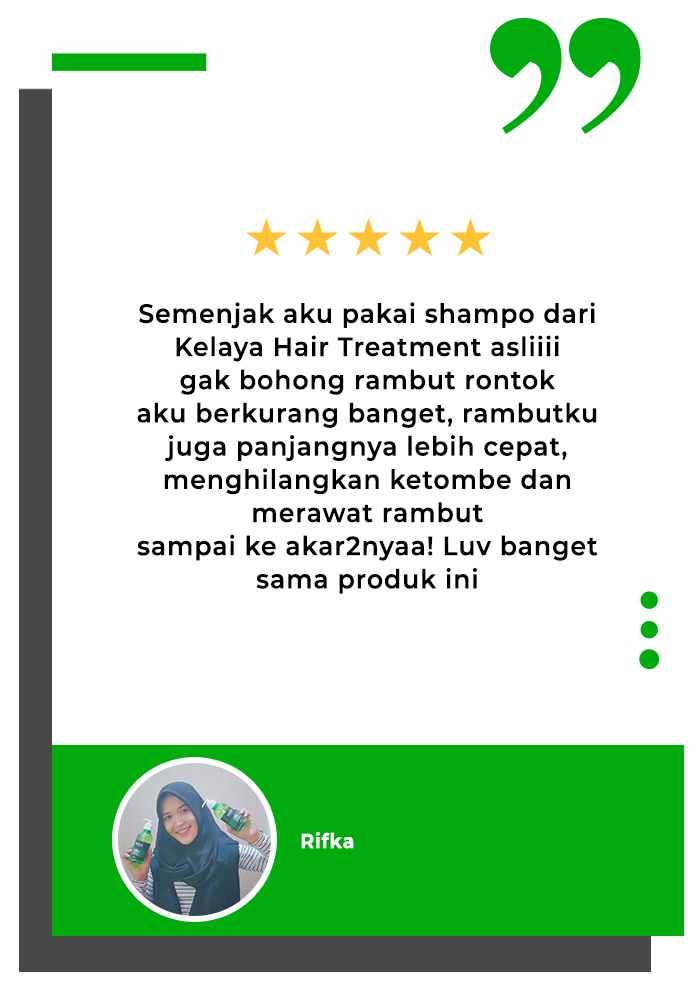 Semenjak aku pakai shampo dari
Kelaya Hair Treatment asliiii
gak bohong rambut rontok
aku berkurang banget, rambutku
juga panjangnya lebih cepat,
menghilangkan ketombe dan
merawat rambut
sampai ke akar2nyaa! Luv banget
sama produk ini
Rifka